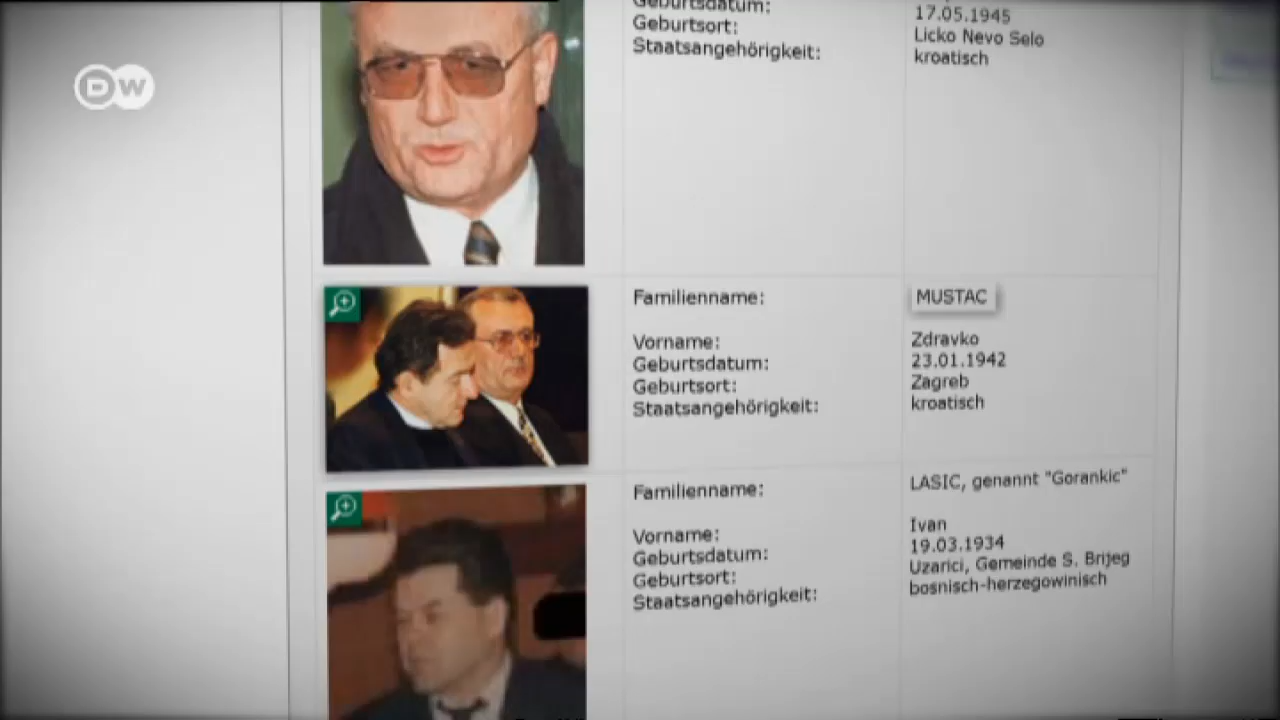 DW
Geburtsdatum: 17.05.1945
Geburtsort: Licko Nevo Selo
Staatsangehörigkeit: kroatisch
Familienname: MUSTAC
Vorname: Zdravko
Geburtsdatum: 23.01.1942
Geburtsort: Zagreb
Staatsangehörigkeit: kroatisch
Familienname: LASIC, genannt "Gorankic"
Vorname: Ivan
Geburtsdatum: 19.03.1934
Geburtsort: Uzarici, Gemeinde S. Brijeg
Staatsangehörigkeit: bosnisch-herzegowinisch